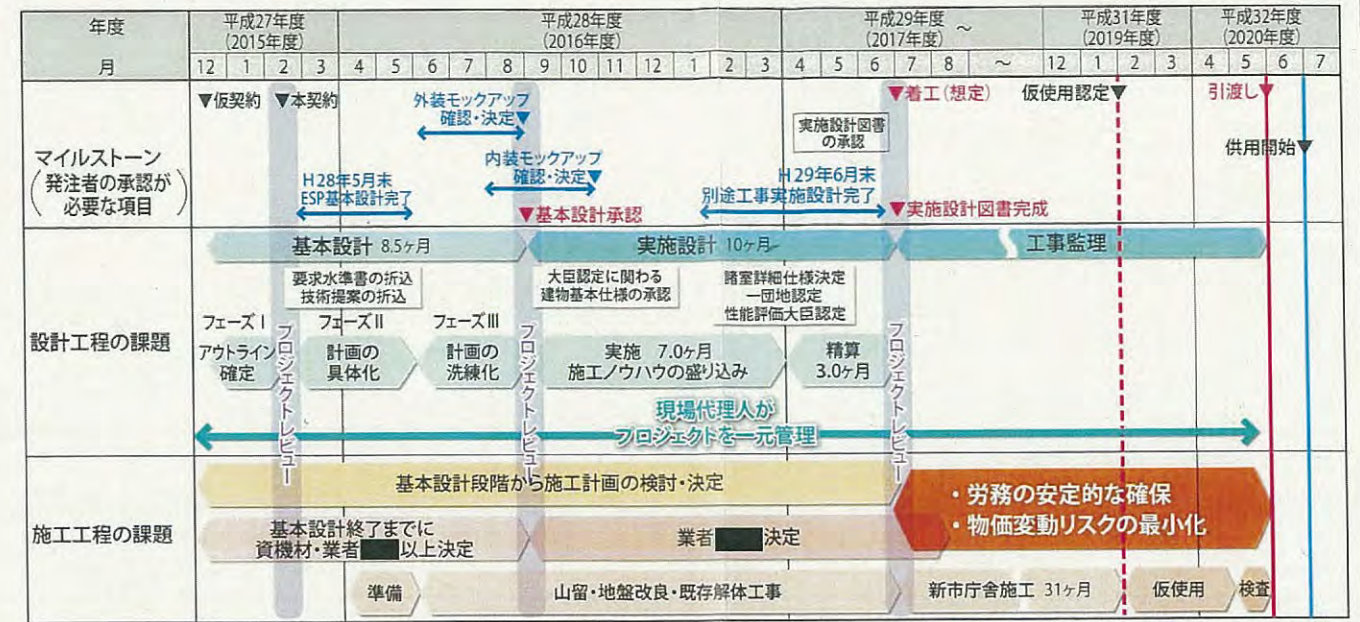 年度
平成27年度
(2015年度)
平成28年度
(2016年度)
平成29年度
(2017年度)
～
平成31年度
(2019年度)
平成32年度
(2020年度)
月
12 1 2 3 4 5 6 7 8 9 10 11 12 1 2 3 4 5 6 7 8 ～ 12 1 2 3 4 5 6 7
マイルストーン
(発注者の承認が
必要な項目)
▼仮契約
▼本契約
外装モックアップ
確認・決定▼
内装モックアップ
確認・決定▼
H28年5月末
ESP基本設計完了
▼基本設計承認
▼着工(想定)
実施設計図書
の承認
H29年6月末
別途工事実施設計完了
▼実施設計図書完成
仮使用認定▼
引渡し▼
供用開始▼
設計工程の課題
基本設計 8.5ヶ月
実施設計 10ヶ月
工事監理
要求水準書の折込
技術提案の折込
大臣認定に関わる
建物基本仕様の承認
諸室詳細仕様決定
一団地認定
性能評価大臣認定
フェーズⅠ
アウトライン
確定
フェーズⅡ
計画の
具体化
フェーズⅢ
計画の
洗練化
実施 7.0ヶ月
施工ノウハウの盛り込み
精算
3.0ヶ月
プロジェクトレビュー
プロジェクトレビュー
プロジェクトレビュー
現場代理人が
プロジェクトを一元管理
施工工程の課題
基本設計段階から施工計画の検討・決定
・労務の安定的な確保
・物価変動リスクの最小化
基本設計終了までに
資機材・業者 以上決定
業者 決定
準備
山留・地盤改良・既存解体工事
新市庁舎施工 31ヶ月
仮使用
検査